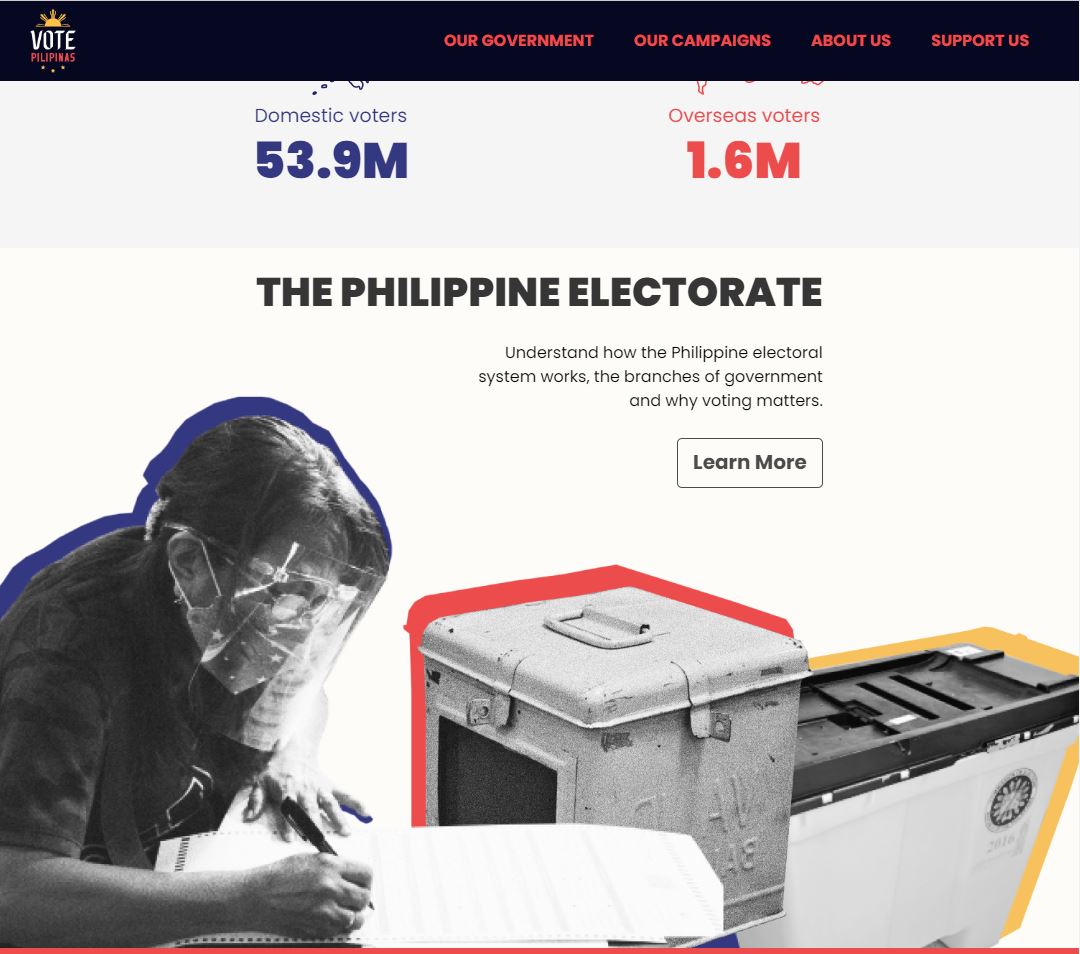 VOTE
PILIPINAS
OUR GOVERNMENT
OUR CAMPAIGNS
ABOUT US
SUPPORT US
Domestic voters
53.9M
Overseas voters
1.6M
THE PHILIPPINE ELECTORATE
Understand how the Philippine electoral
system works, the branches of government
and why voting matters.
Learn More
2016